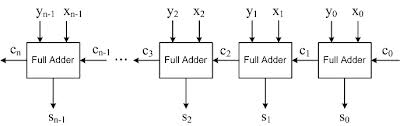 yn-1 xn-1 y2 x2 y1 x1 y0 x0
cn Full Adder cn-1 ... c3 Full Adder c2 Full Adder c1 Full Adder c0
sn-1 s2 s1 s0